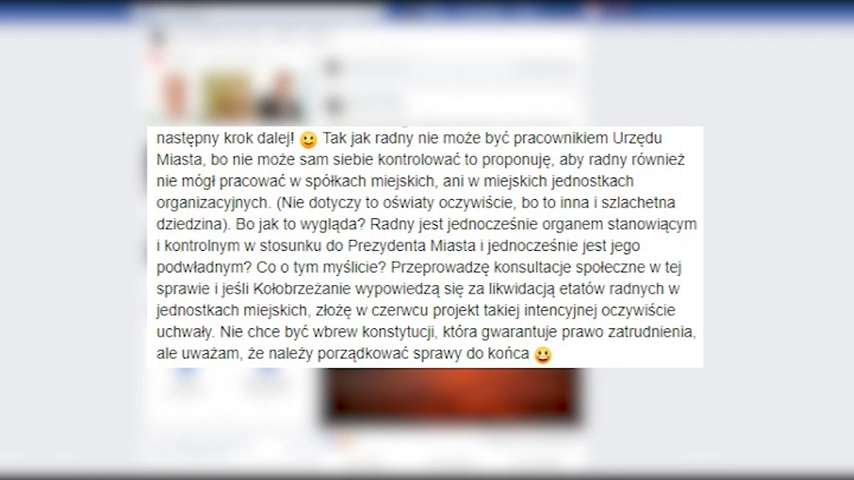 następny krok dalej! 😀 Tak jak radny nie może być pracownikiem Urzędu
Miasta, bo nie może sam siebie kontrolować to proponuję, aby radny również
nie mógł pracować w spółkach miejskich, ani w miejskich jednostkach
organizacyjnych. (Nie dotyczy to oświaty oczywiście, bo to inna i szlachetna
dziedzina). Bo jak to wygląda? Radny jest jednocześnie organem stanowiącym
i kontrolnym w stosunku do Prezydenta Miasta i jednocześnie jest jego
podwładnym? Co o tym myślicie? Przeprowadzę konsultacje społeczne w tej
sprawie i jeśli Kołobrzeżanie wypowiedzą się za likwidacją etatów radnych w
jednostkach miejskich, złożę w czerwcu projekt takiej intencyjnej oczywiście
uchwały. Nie chce być wbrew konstytucji, która gwarantuje prawo zatrudnienia,
ale uważam, że należy porządkować sprawy do końca 😀